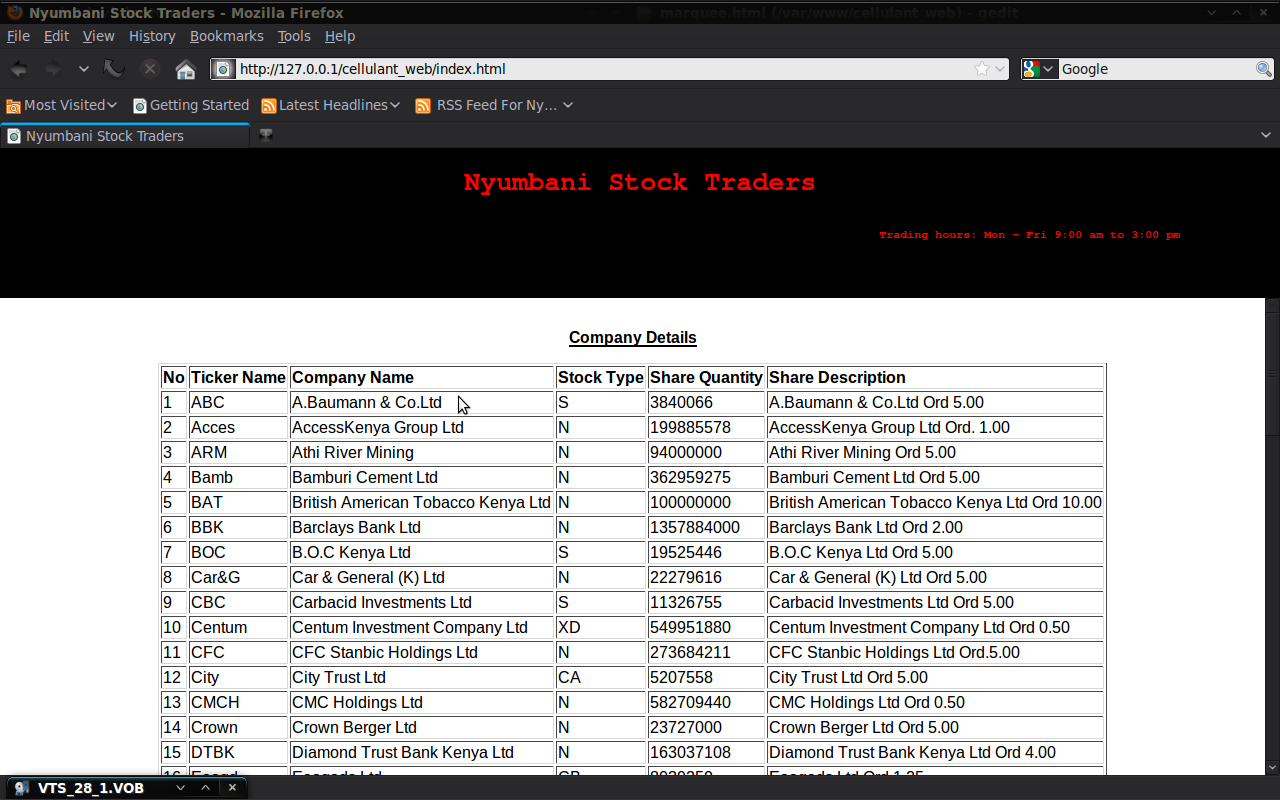 Nyumbani Stock Traders - Mozilla Firefox
marquee.html (/var/www/cellulant_web) - gedit
File Edit View History Bookmarks Tools Help
http://127.0.0.1/cellulant_web/index.html Google
Most Visited Getting Started Latest Headlines RSS Feed For Ny...
Nyumbani Stock Traders
Nyumbani Stock Traders
Trading hours: Mon - Fri 9:00 am to 3:00 pm
Company Details
No Ticker Name Company Name Stock Type Share Quantity Share Description
1 ABC A.Baumann & Co.Ltd S 3840066 A.Baumann & Co.Ltd Ord 5.00
2 Acces AccessKenya Group Ltd N 199885578 AccessKenya Group Ltd Ord. 1.00
3 ARM Athi River Mining N 94000000 Athi River Mining Ord 5.00
4 Bamb Bamburi Cement Ltd N 362959275 Bamburi Cement Ltd Ord 5.00
5 BAT British American Tobacco Kenya Ltd N 100000000 British American Tobacco Kenya Ltd Ord 10.00
6 BBK Barclays Bank Ltd N 1357884000 Barclays Bank Ltd Ord 2.00
7 BOC B.O.C Kenya Ltd S 19525446 B.O.C Kenya Ltd Ord 5.00
8 Car&G Car & General (K) Ltd N 22279616 Car & General (K) Ltd Ord 5.00
9 CBC Carbacid Investments Ltd S 11326755 Carbacid Investments Ltd Ord 5.00
10 Centum Centum Investment Company Ltd XD 549951880 Centum Investment Company Ltd Ord 0.50
11 CFC CFC Stanbic Holdings Ltd N 273684211 CFC Stanbic Holdings Ltd Ord.5.00
12 City City Trust Ltd CA 5207558 City Trust Ltd Ord 5.00
13 CMCH CMC Holdings Ltd N 582709440 CMC Holdings Ltd Ord 0.50
14 Crown Crown Berger Ltd N 23727000 Crown Berger Ltd Ord 5.00
15 DTBK Diamond Trust Bank Kenya Ltd N 163037108 Diamond Trust Bank Kenya Ltd Ord 4.00
VTS_28_1.VOB